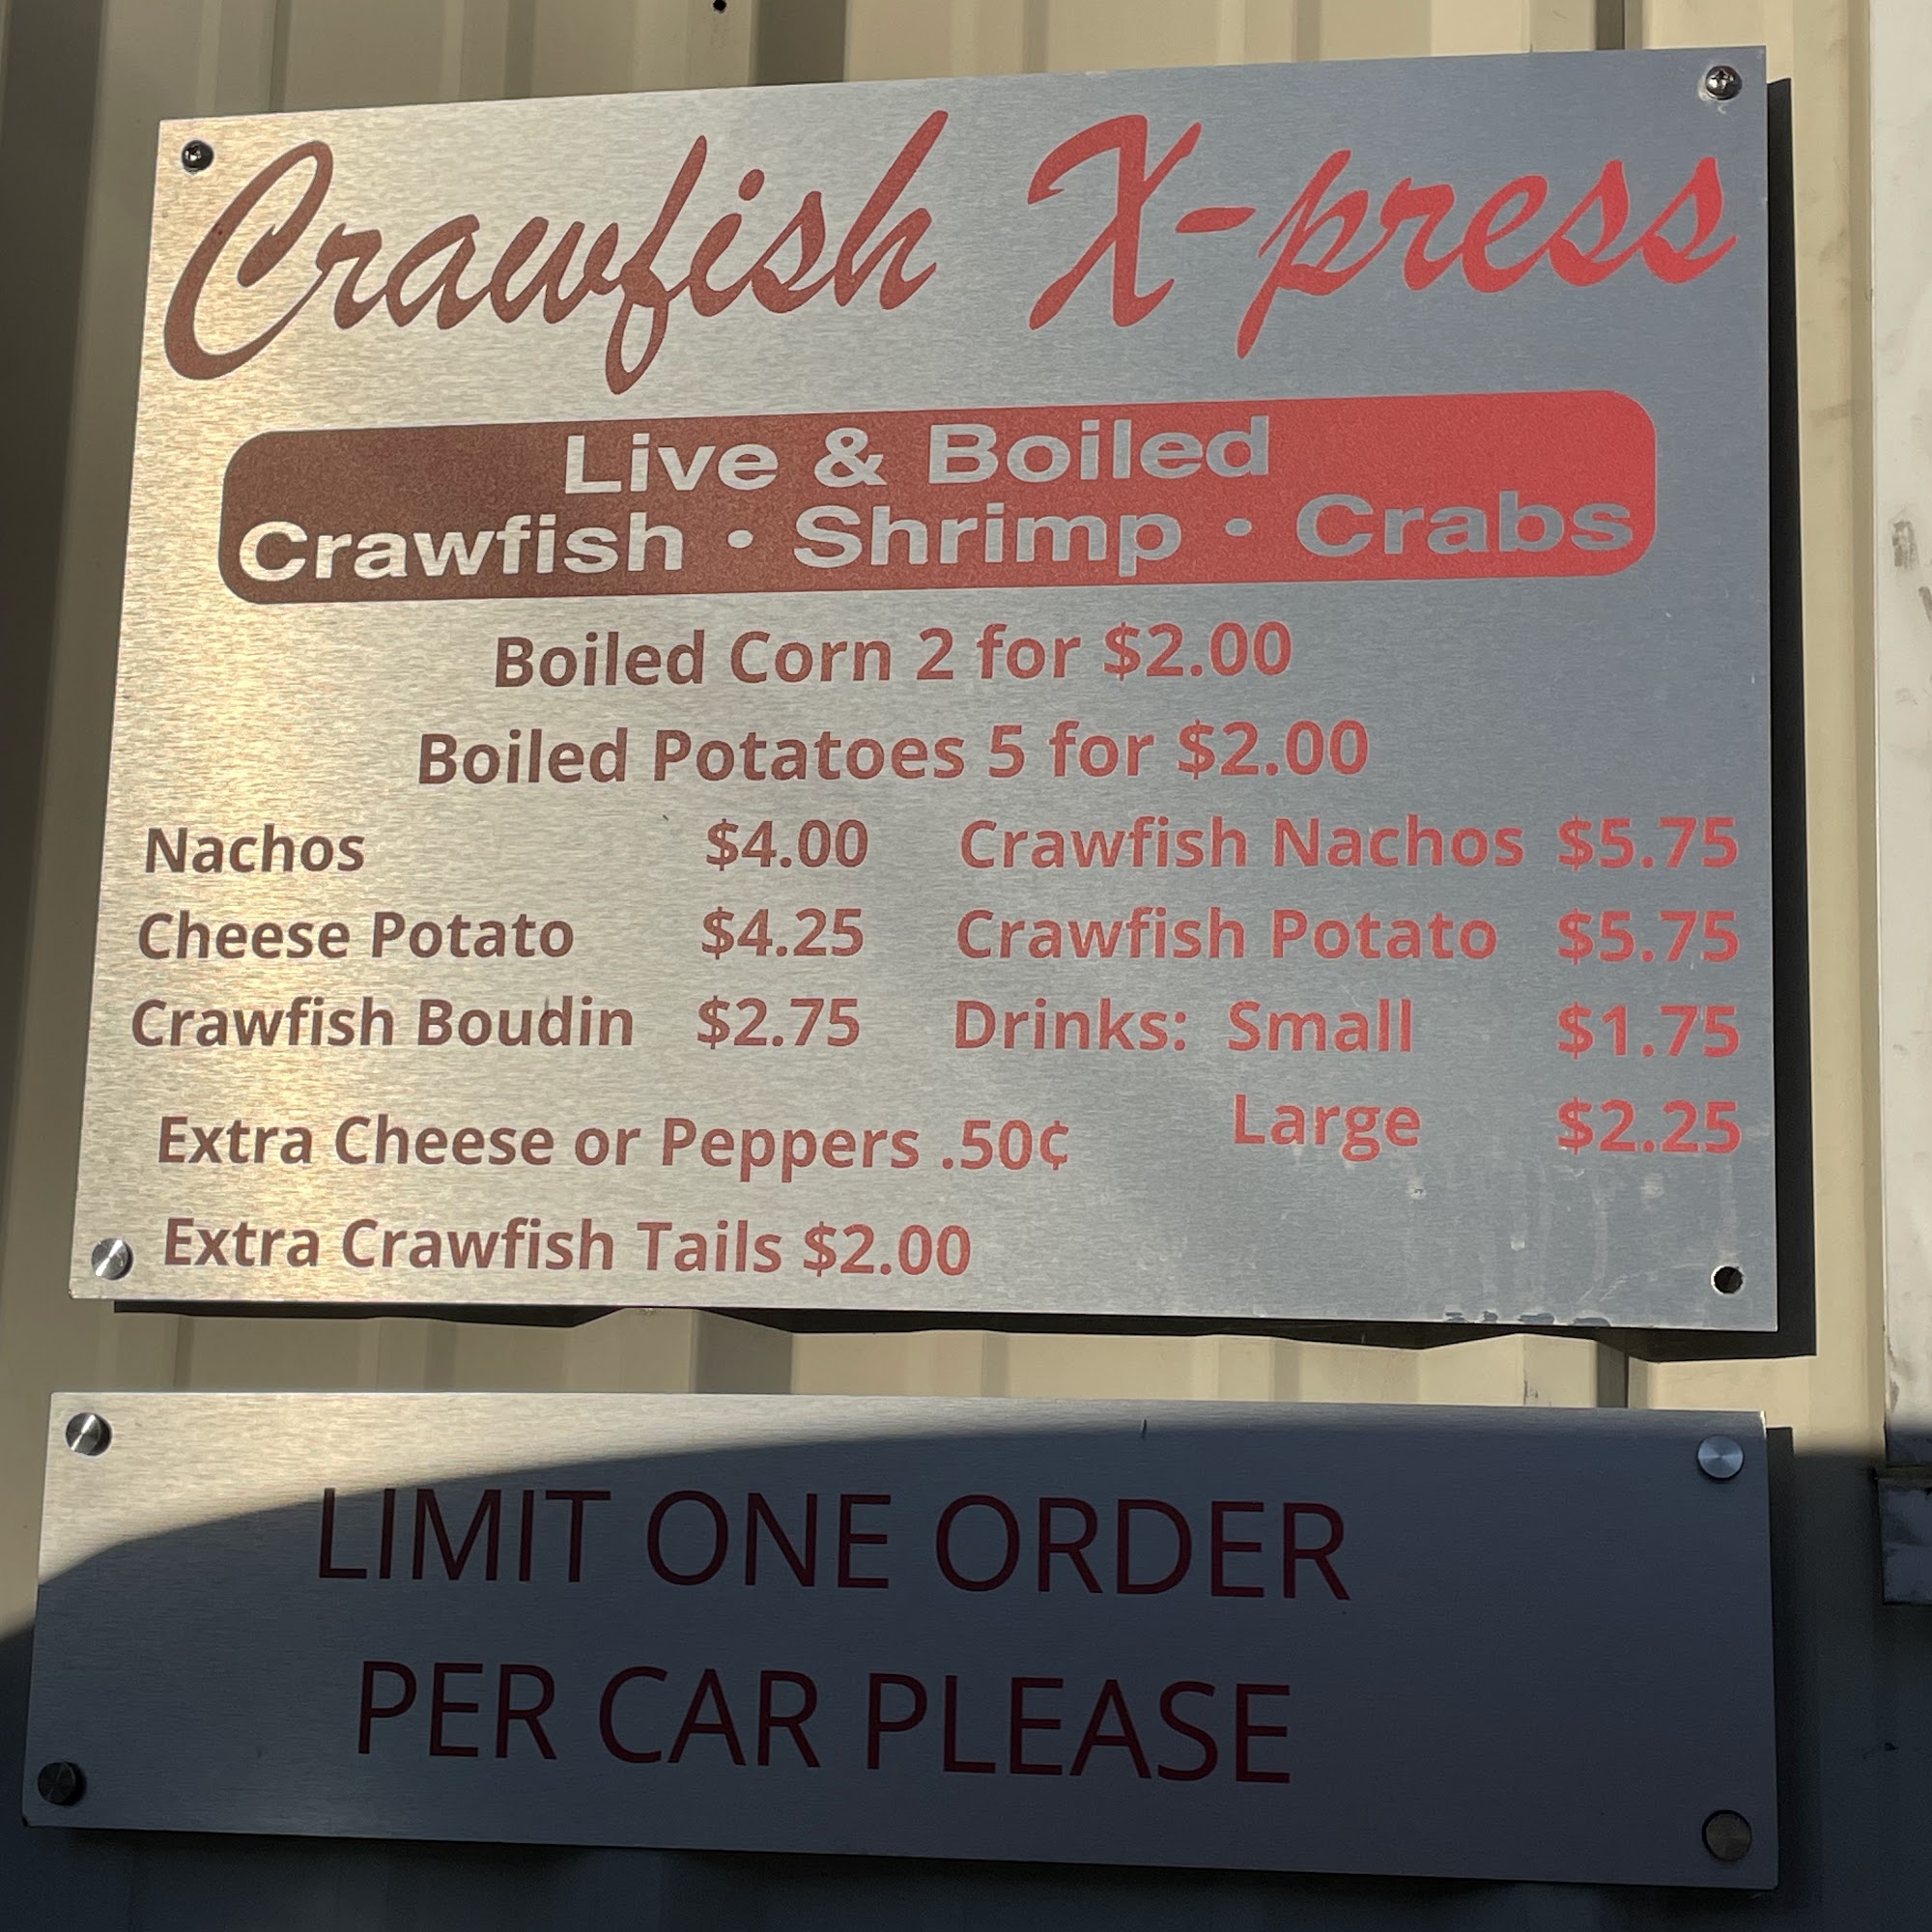 Crawfish X-press
Live & Boiled
Crawfish · Shrimp · Crabs
Boiled Corn 2 for $2.00
Boiled Potatoes 5 for $2.00
Nachos $4.00 Crawfish Nachos $5.75
Cheese Potato $4.25 Crawfish Potato $5.75
Crawfish Boudin $2.75 Drinks: Small $1.75
Large $2.25
Extra Cheese or Peppers .50¢
Extra Crawfish Tails $2.00
LIMIT ONE ORDER
PER CAR PLEASE